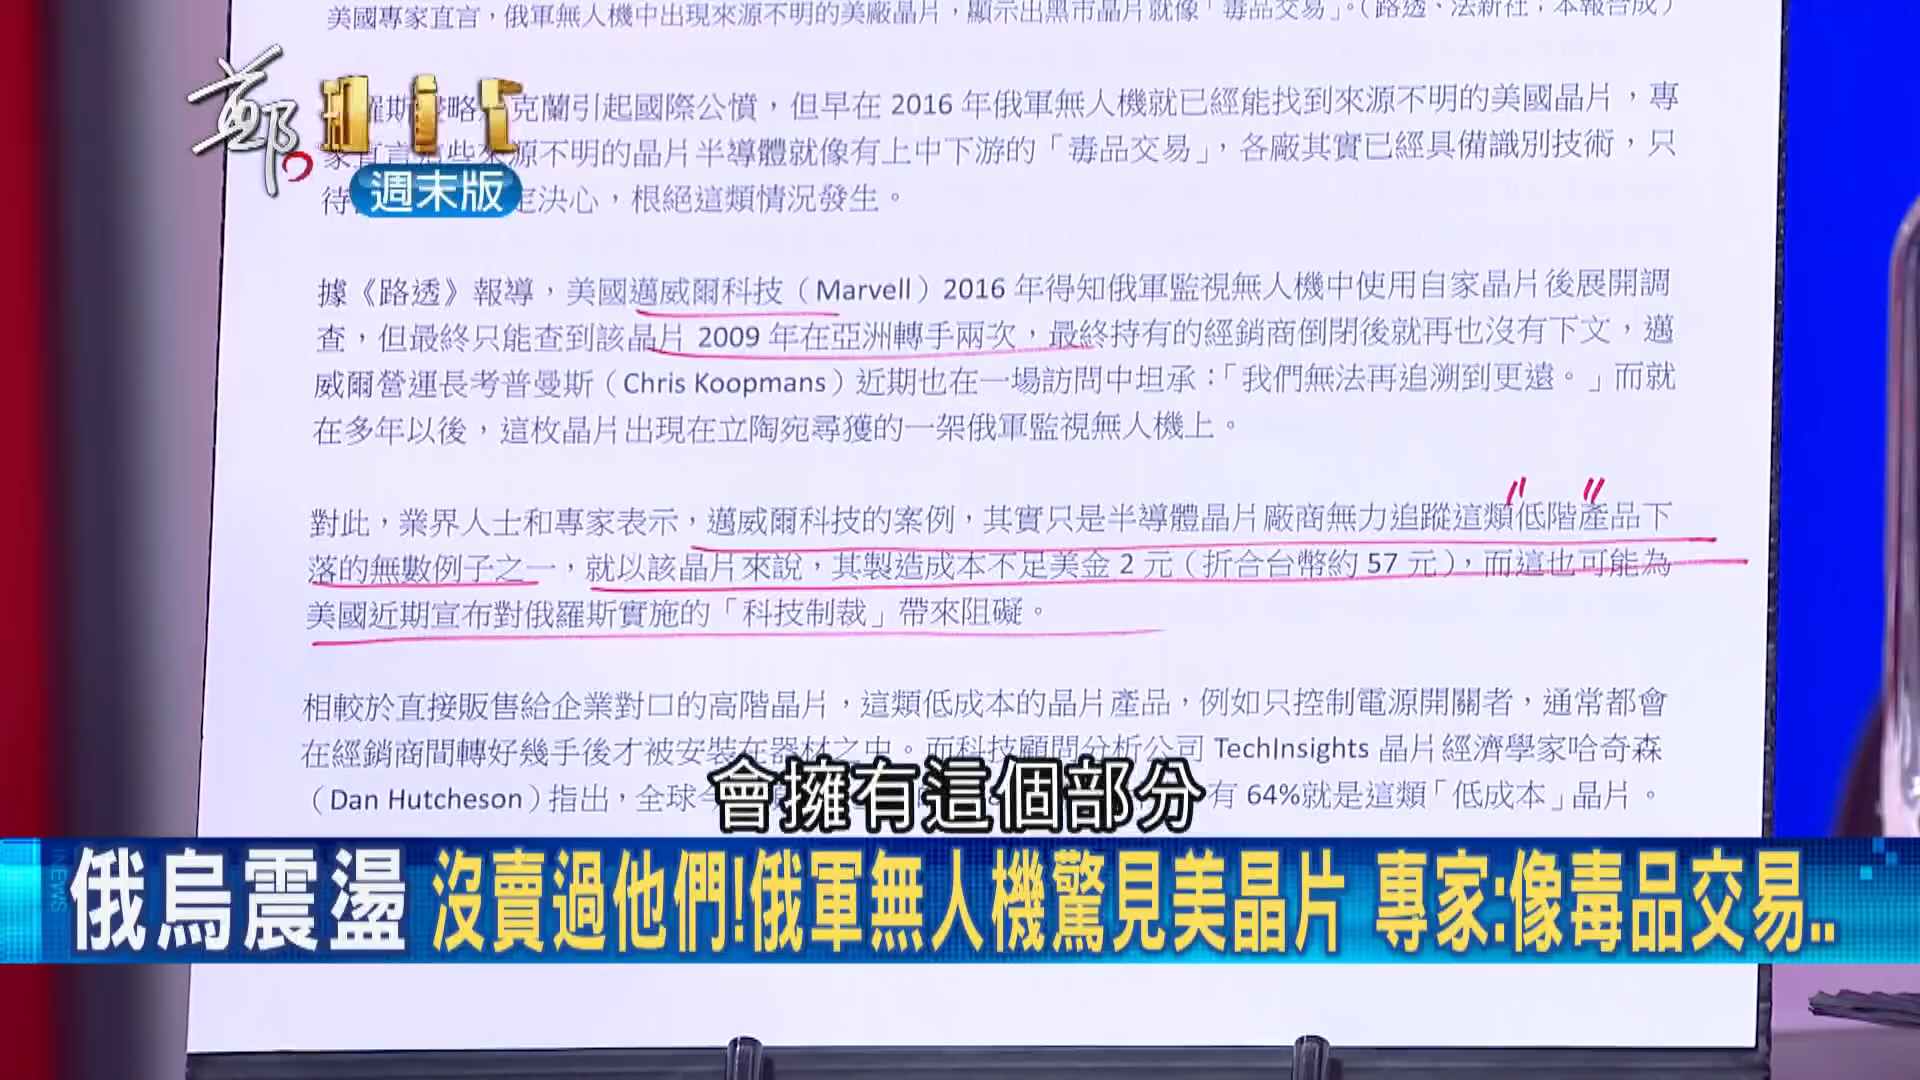 美國專家直言，俄軍無人機中出現來源不明的美廠晶片，顯示出黑市晶片就像「毒品交易」。（路透、法新社；本報合成）
鄭
週末版
羅斯侵略 克蘭引起國際公憤，但早在 2016 年俄軍無人機就已經能找到來源不明的美國晶片，專
家直言這些來源不明的晶片半導體就像有上中下游的「毒品交易」，各廠其實已經具備識別技術，只
待 定決心，根絕這類情況發生。
據《路透》報導，美國邁威爾科技（Marvell）2016 年得知俄軍監視無人機中使用自家晶片後展開調
查，但最終只能查到該晶片 2009 年在亞洲轉手兩次，最終持有的經銷商倒閉後就再也沒有下文，邁
威爾營運長考普曼斯（Chris Koopmans）近期也在一場訪問中坦承：「我們無法再追溯到更遠。」而就
在多年以後，這枚晶片出現在立陶宛尋獲的一架俄軍監視無人機上。
對此，業界人士和專家表示，邁威爾科技的案例，其實只是半導體晶片廠商無力追蹤這類低階產品下
落的無數例子之一，就以該晶片來說，其製造成本不足美金 2 元（折合台幣約 57 元），而這也可能為
美國近期宣布對俄羅斯實施的「科技制裁」帶來阻礙。
相較於直接販售給企業對口的高階晶片，這類低成本的晶片產品，例如只控制電源開關者，通常都會
在經銷商間轉好幾手後才被安裝在器材之中。而科技顧問分析公司 TechInsights 晶片經濟學家哈奇森
（Dan Hutcheson）指出，全球 有 64%就是這類「低成本」晶片。
會擁有這個部分
INEWS
俄烏震盪 沒賣過他們!俄軍無人機驚見美晶片 專家:像毒品交易..